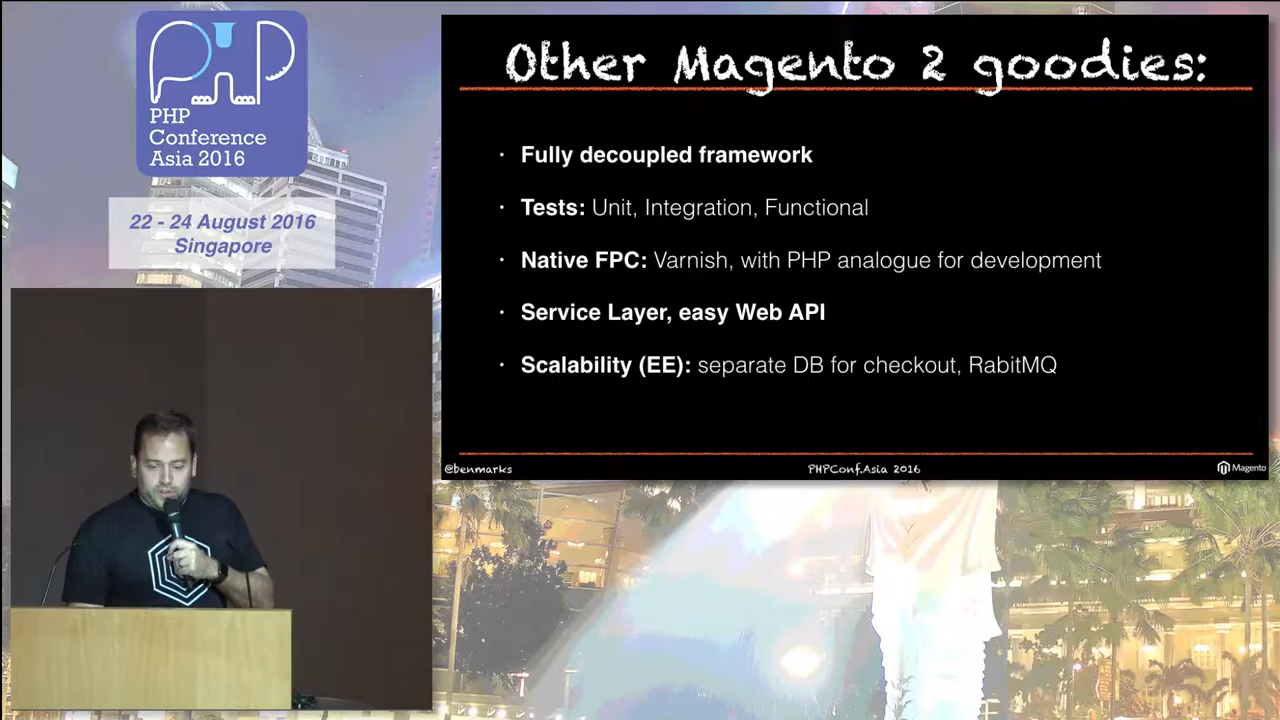 PHP
PHP
Conference
Asia 2016
22 - 24 August 2016
Singapore
Other Magento 2 goodies:
• Fully decoupled framework
• Tests: Unit, Integration, Functional
• Native FPC: Varnish, with PHP analogue for development
• Service Layer, easy Web API
• Scalability (EE): separate DB for checkout, RabitMQ
@benmarks
PHPConf.Asia 2016
Magento